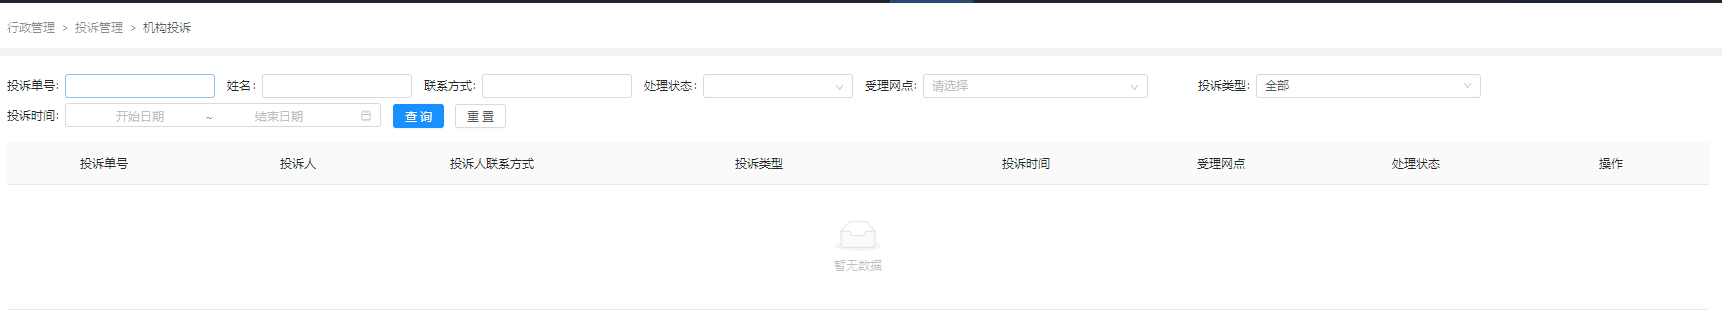 行政管理 > 投诉管理 > 机构投诉
投诉单号: 姓名: 联系方式: 处理状态: 受理网点: 请选择 投诉类型: 全部
投诉时间: 开始日期 ~ 结束日期 查 询 重 置
投诉单号 投诉人 投诉人联系方式 投诉类型 投诉时间 受理网点 处理状态 操作
暂无数据